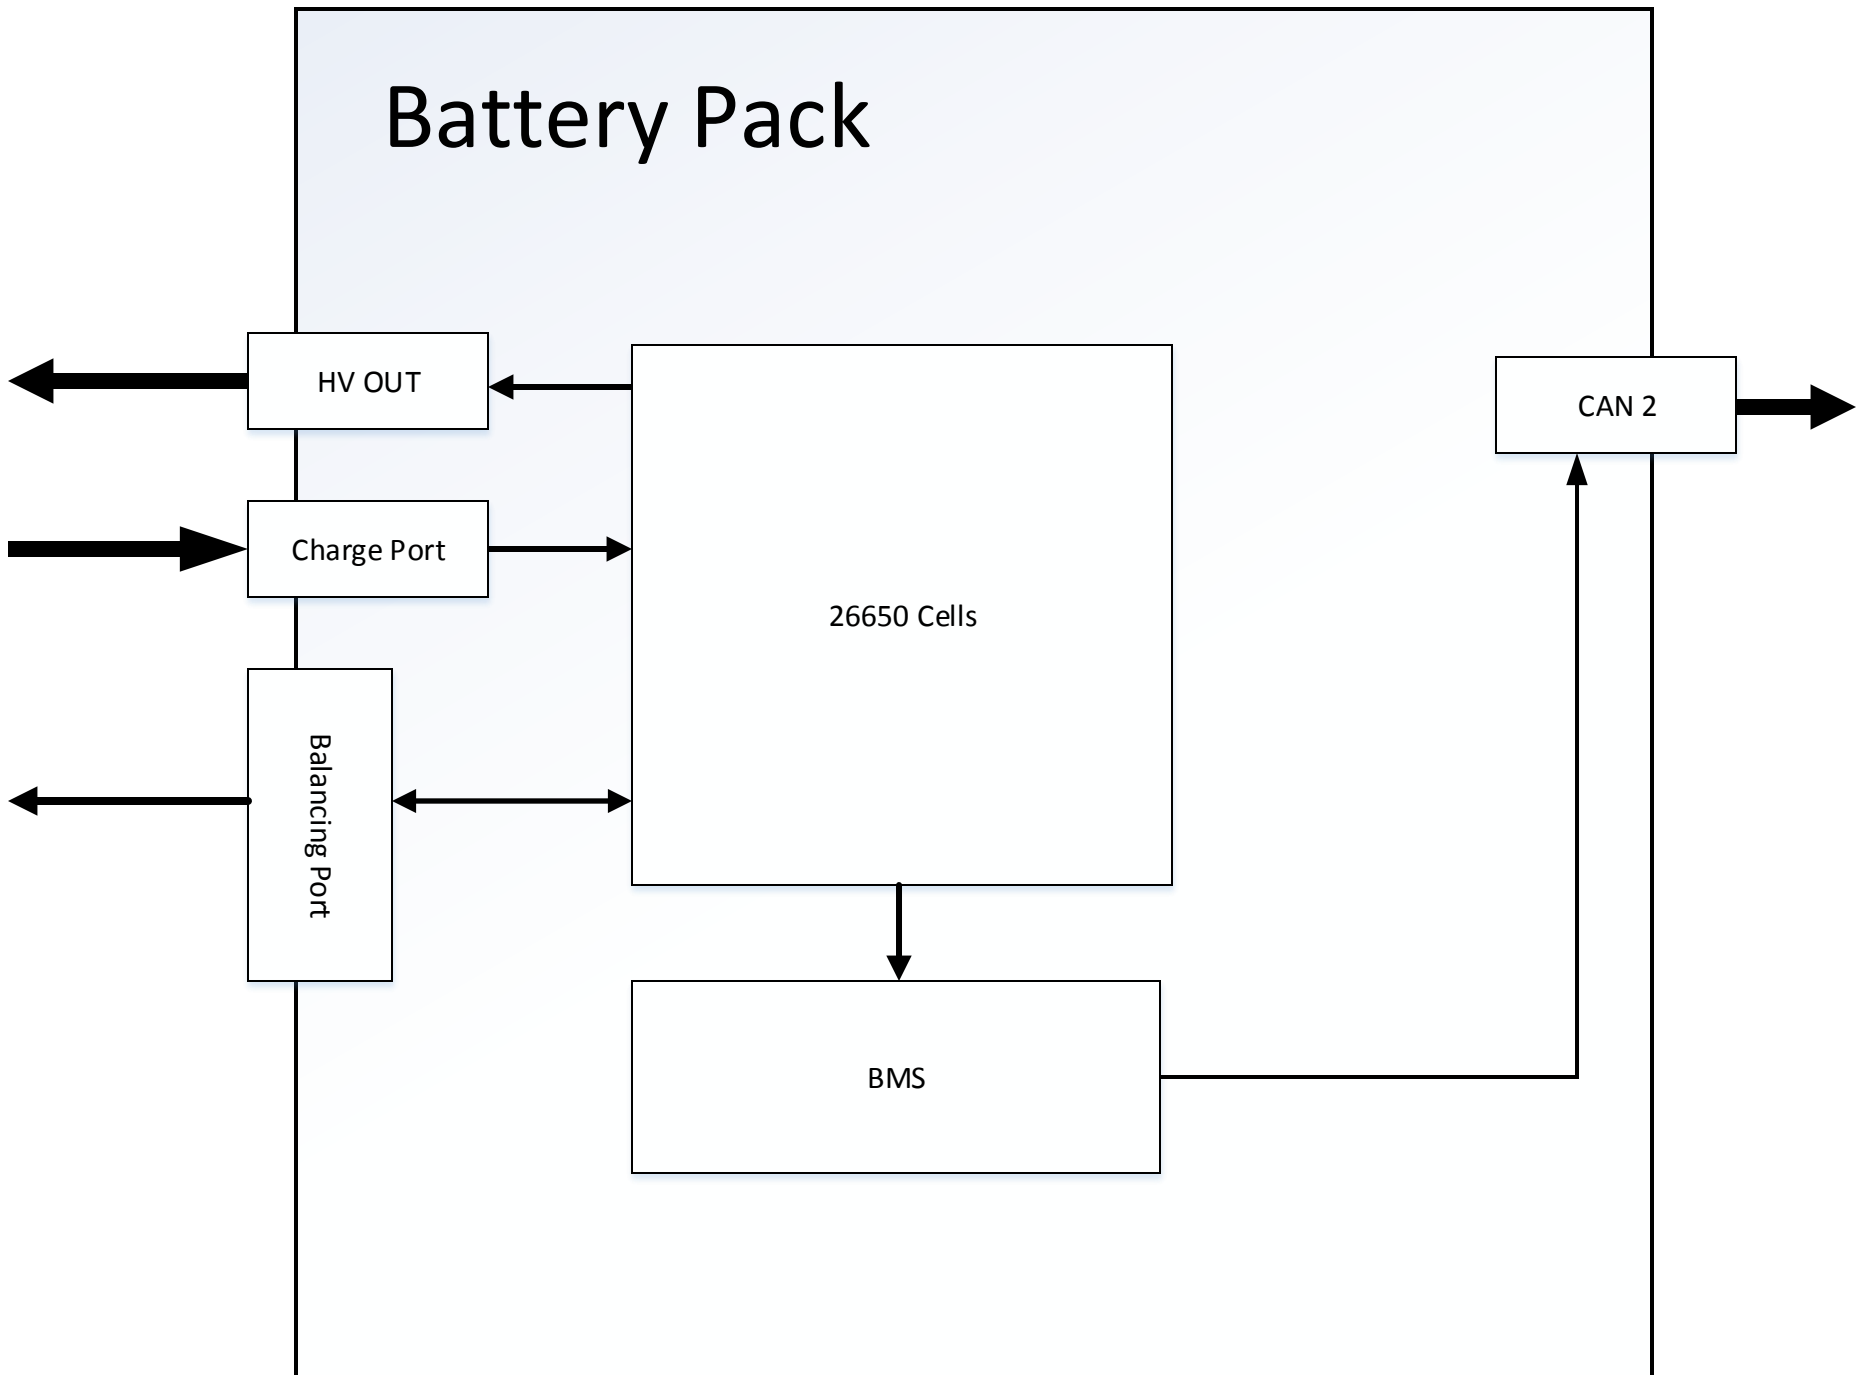 Battery Pack
HV OUT
CAN 2
Charge Port
26650 Cells
Balancing Port
BMS